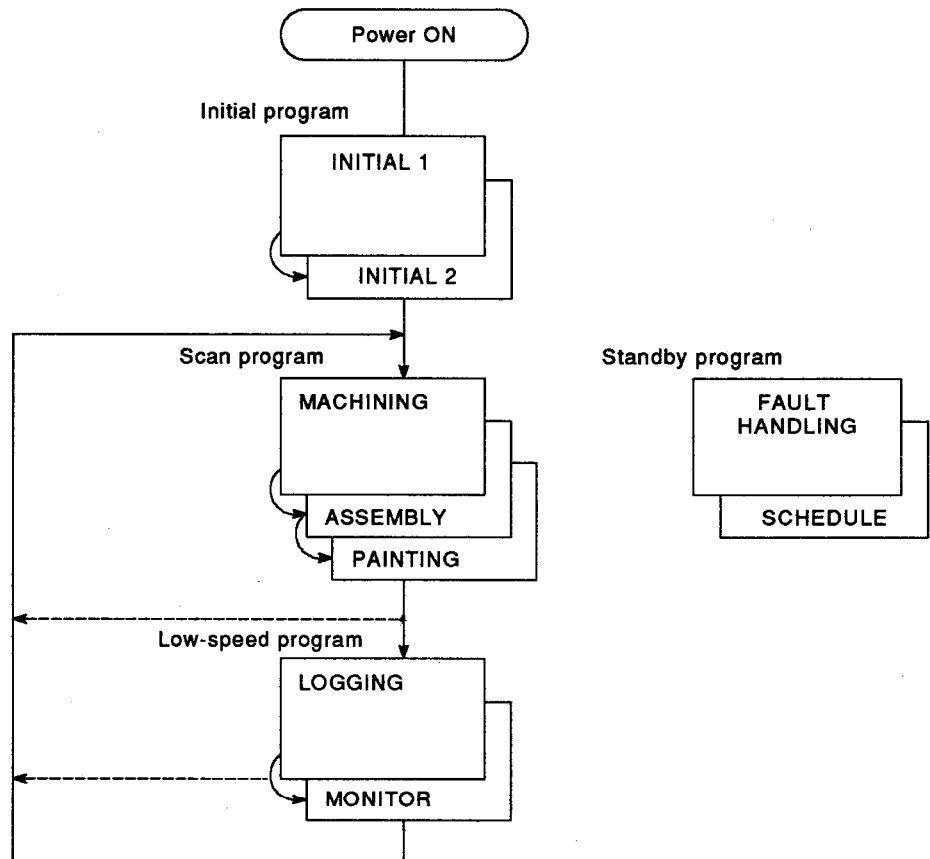 Power ON
Initial program
INITIAL 1
INITIAL 2
Scan program
MACHINING
ASSEMBLY
PAINTING
Standby program
FAULT
HANDLING
SCHEDULE
Low-speed program
LOGGING
MONITOR